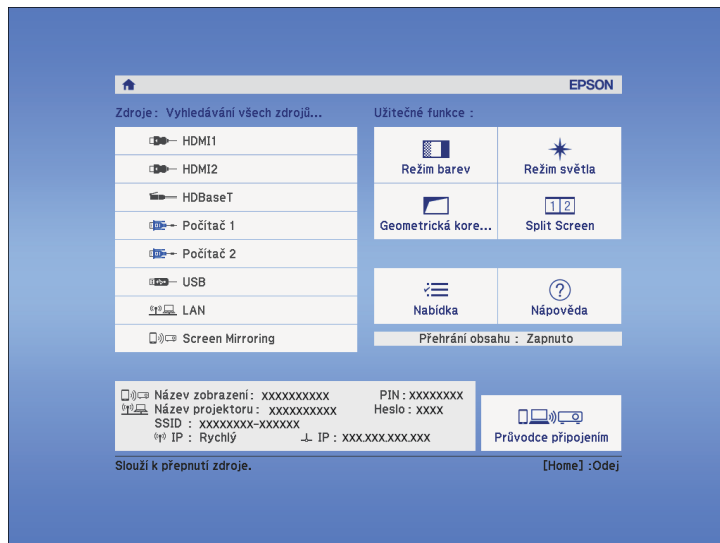 EPSON
Zdroje : Vyhledávání všech zdrojů...
HDMI1
HDMI2
HDBaseT
Počítač 1
Počítač 2
USB
LAN
Screen Mirroring
Užitečné funkce :
Režim barev
Režim světla
Geometrická kore...
1 2
Split Screen
Nabídka
? Nápověda
Přehrání obsahu : Zapnuto
Název zobrazení : xxxxxxxxxx PIN : xxxxxxxx
Název projektoru : xxxxxxxxxx Heslo : xxxx
SSID : xxxxxxxx-xxxxxx
IP : Rychlý IP : xxx.xxx.xxx.xxx
Průvodce připojením
Slouží k přepnutí zdroje. [Home] :Odej